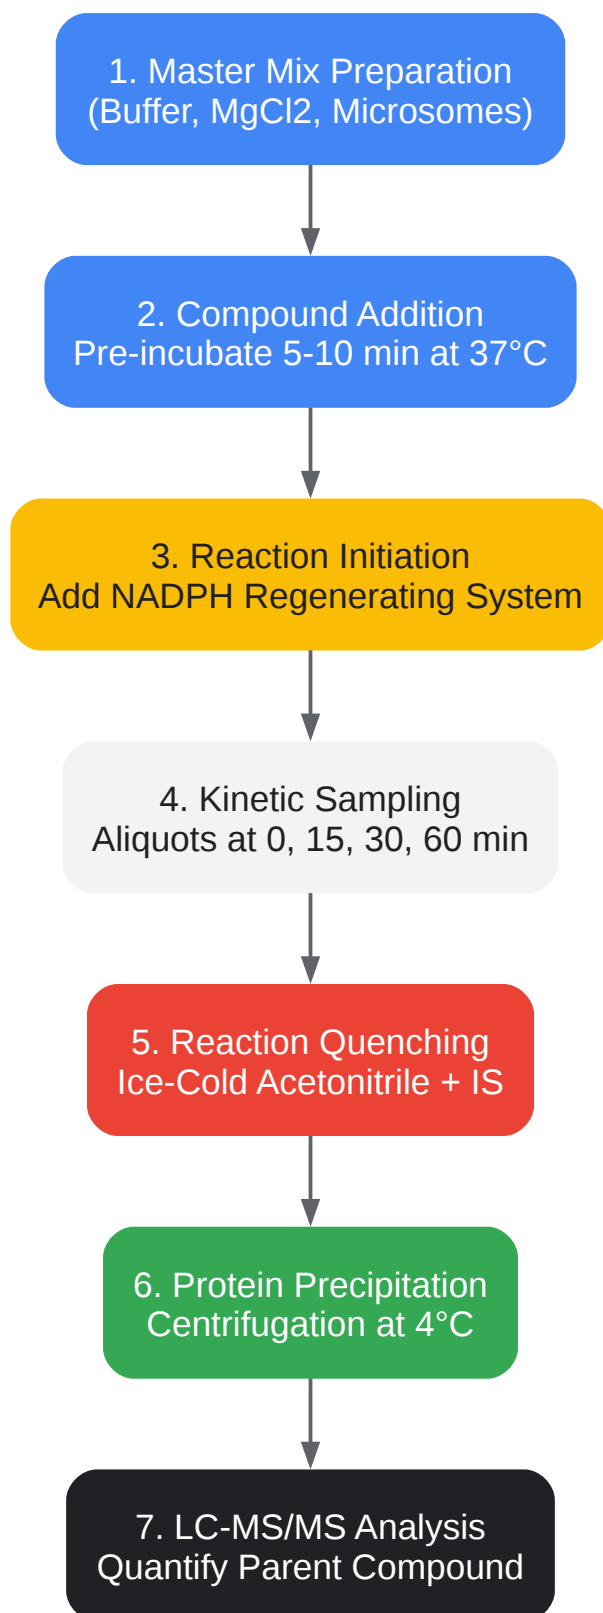 1. Master Mix Preparation
(Buffer, MgCl2, Microsomes)
2. Compound Addition
Pre-incubate 5-10 min at 37°C
3. Reaction Initiation
Add NADPH Regenerating System
4. Kinetic Sampling
Aliquots at 0, 15, 30, 60 min
5. Reaction Quenching
Ice-Cold Acetonitrile + IS
6. Protein Precipitation
Centrifugation at 4°C
7. LC-MS/MS Analysis
Quantify Parent Compound